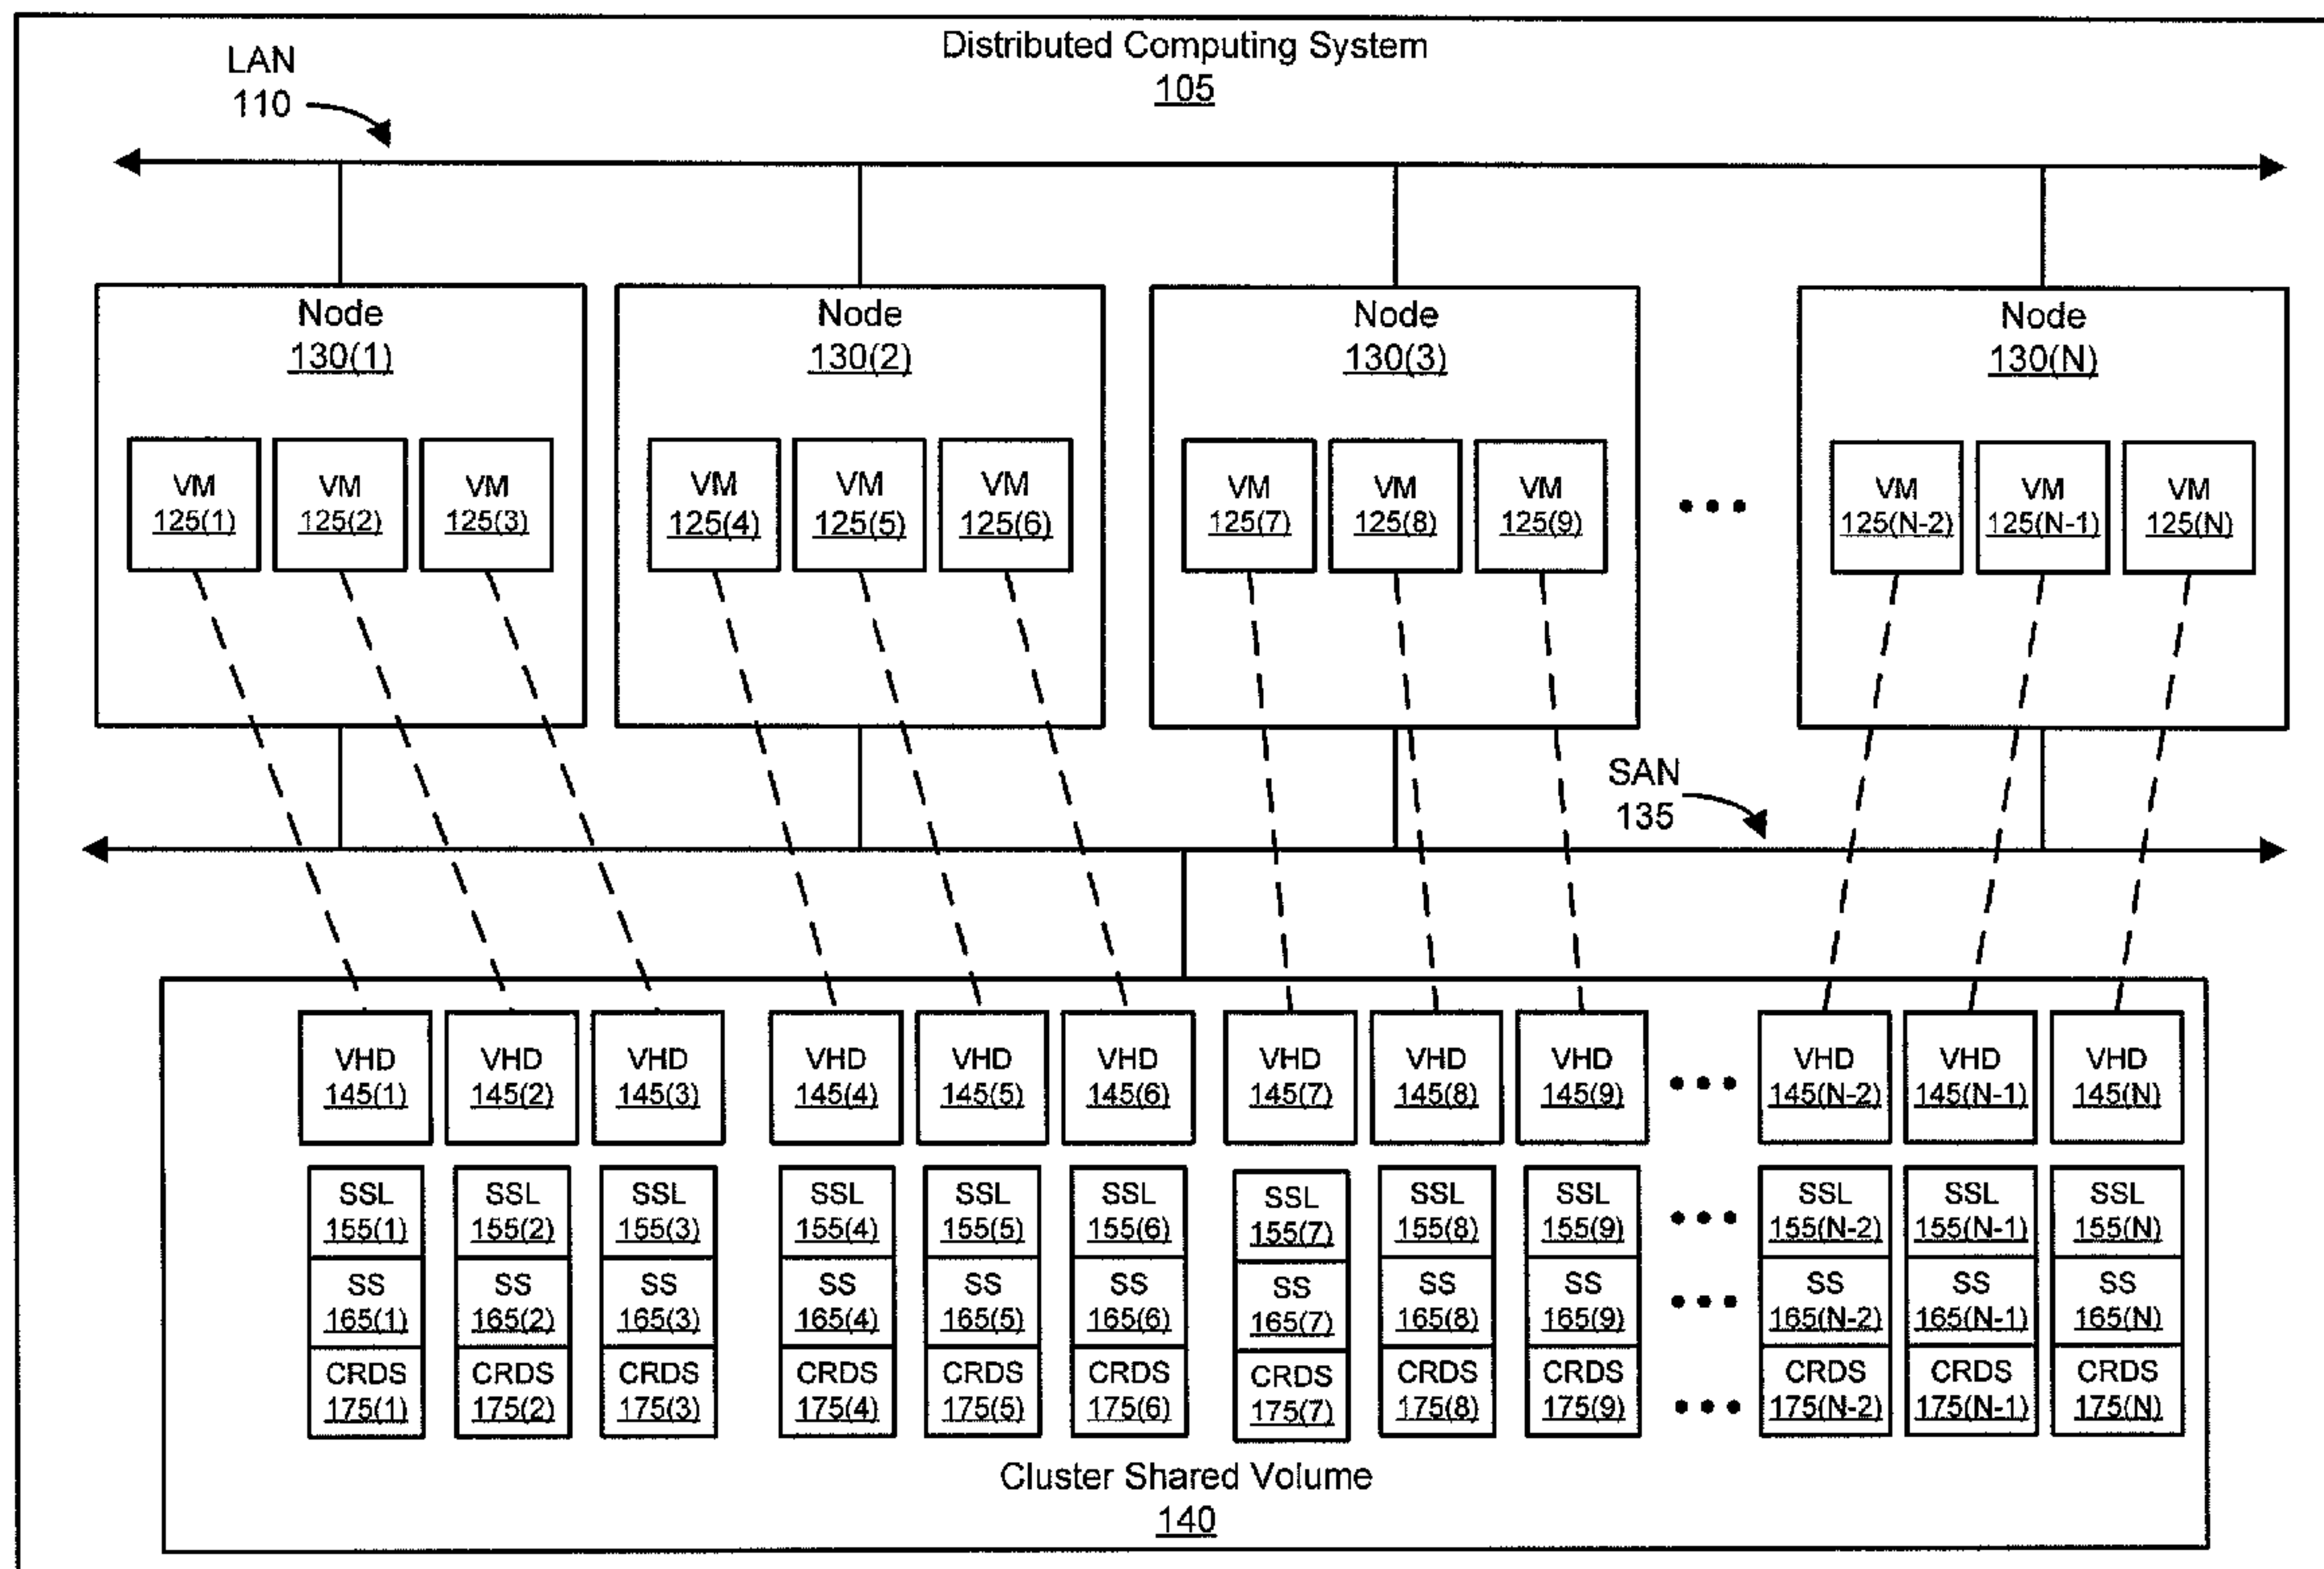 Distributed Computing System
105
LAN
110
Node
130(1)
Node
130(2)
Node
130(3)
Node
130(N)
VM
125(1)
VM
125(2)
VM
125(3)
VM
125(4)
VM
125(5)
VM
125(6)
VM
125(7)
VM
125(8)
VM
125(9)
VM
125(N-2)
VM
125(N-1)
VM
125(N)
SAN
135
VHD
145(1)
VHD
145(2)
VHD
145(3)
VHD
145(4)
VHD
145(5)
VHD
145(6)
VHD
145(7)
VHD
145(8)
VHD
145(9)
VHD
145(N-2)
VHD
145(N-1)
VHD
145(N)
SSL
155(1)
SSL
155(2)
SSL
155(3)
SSL
155(4)
SSL
155(5)
SSL
155(6)
SSL
155(7)
SSL
155(8)
SSL
155(9)
SSL
155(N-2)
SSL
155(N-1)
SSL
155(N)
SS
165(1)
SS
165(2)
SS
165(3)
SS
165(4)
SS
165(5)
SS
165(6)
SS
165(7)
SS
165(8)
SS
165(9)
SS
165(N-2)
SS
165(N-1)
SS
165(N)
CRDS
175(1)
CRDS
175(2)
CRDS
175(3)
CRDS
175(4)
CRDS
175(5)
CRDS
175(6)
CRDS
175(7)
CRDS
175(8)
CRDS
175(9)
CRDS
175(N-2)
CRDS
175(N-1)
CRDS
175(N)
Cluster Shared Volume
140